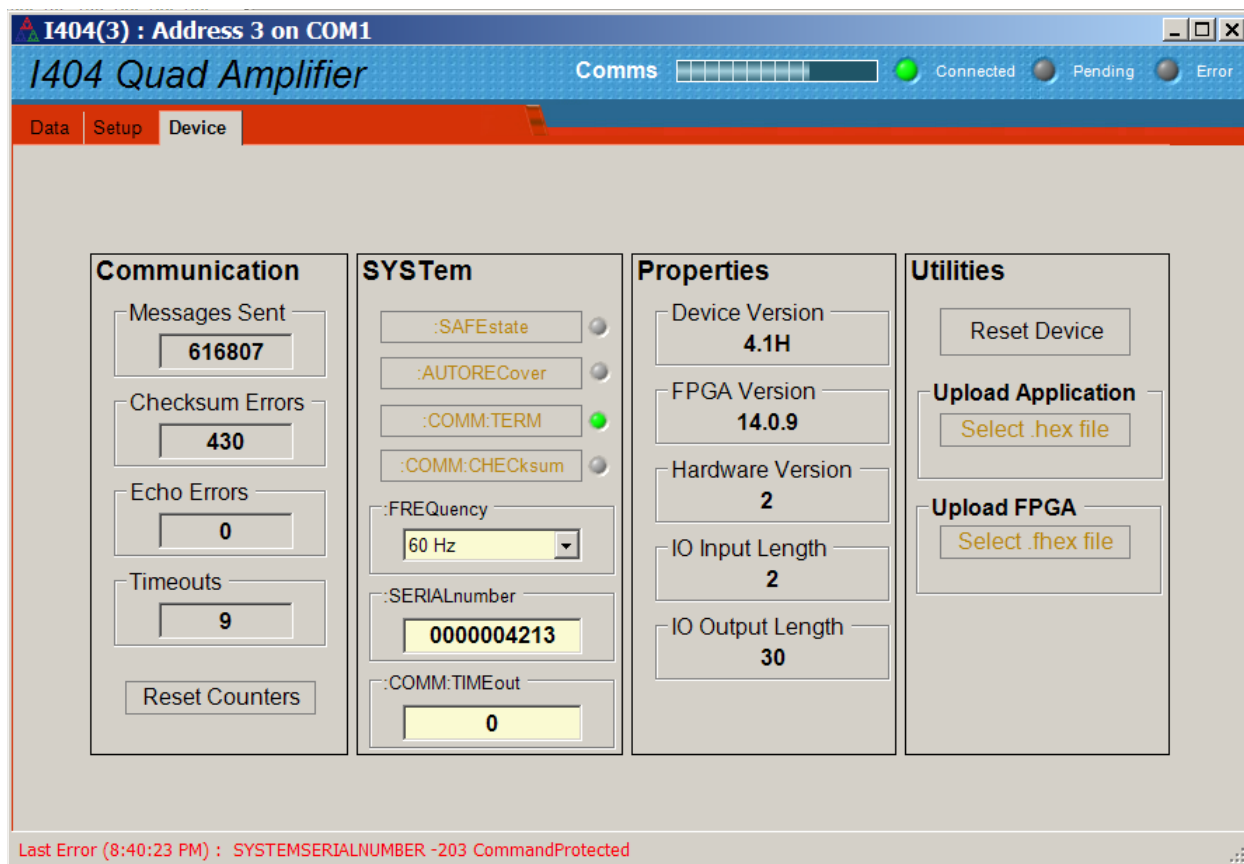 I404(3) : Address 3 on COM1
I404 Quad Amplifier
Comms
Connected
Pending
Error
Data
Setup
Device
Communication
Messages Sent
616807
Checksum Errors
430
Echo Errors
0
Timeouts
9
Reset Counters
SYSTem
:SAFEstate
:AUTORECover
:COMM:TERM
:COMM:CHECksum
:FREQuency
60 Hz
:SERIALnumber
0000004213
:COMM:TIMEout
0
Properties
Device Version
4.1H
FPGA Version
14.0.9
Hardware Version
2
IO Input Length
2
IO Output Length
30
Utilities
Reset Device
Upload Application
Select .hex file
Upload FPGA
Select .fhex file
Last Error (8:40:23 PM) : SYSTEMSERIALNUMBER -203 CommandProtected